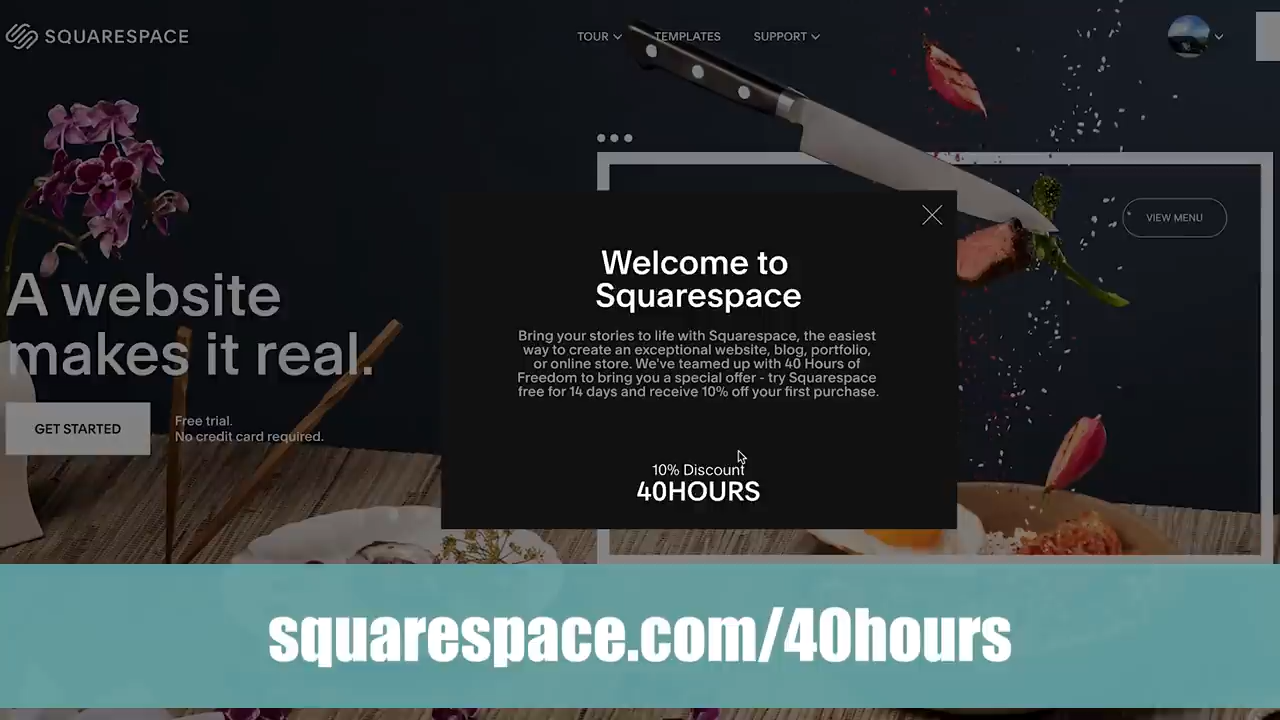 SQUARESPACE
TOUR TEMPLATES SUPPORT
VIEW MENU
A website
makes it real.
GET STARTED
Free trial.
No credit card required.
Welcome to
Squarespace
Bring your stories to life with Squarespace, the easiest
way to create an exceptional website, blog, portfolio,
or online store. We've teamed up with 40 Hours of
Freedom to bring you a special offer - try Squarespace
free for 14 days and receive 10% off your first purchase.
10% Discount
40HOURS
squarespace.com/40hours